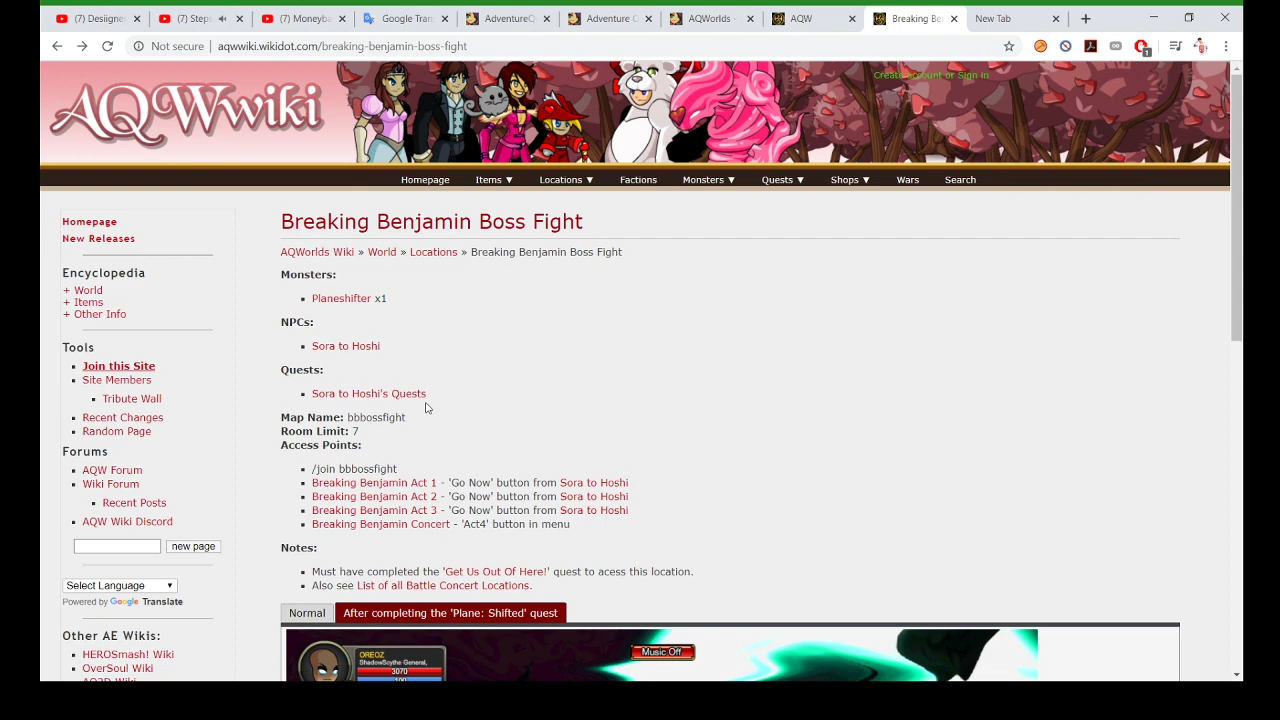 (7) Desiigner
(7) Steps
(7) Moneyba
Google Tran
AdventureQ
Adventure Q
AQWorlds -
AQW
Breaking Be
New Tab
Not secure
aqwwiki.wikidot.com/breaking-benjamin-boss-fight
1
Create account or Sign in
AQWwiki
Homepage
Items ▼
Locations ▼
Factions
Monsters ▼
Quests ▼
Shops ▼
Wars
Search
Homepage
New Releases
Encyclopedia
+ World
+ Items
+ Other Info
Tools
Join this Site
Site Members
Tribute Wall
Recent Changes
Random Page
Forums
AQW Forum
Wiki Forum
Recent Posts
AQW Wiki Discord
new page
Select Language
Powered by Google Translate
Other AE Wikis:
HEROSmash! Wiki
OverSoul Wiki
AQ3D Wiki
Breaking Benjamin Boss Fight
AQWorlds Wiki » World » Locations » Breaking Benjamin Boss Fight
Monsters:
Planeshifter x1
NPCs:
Sora to Hoshi
Quests:
Sora to Hoshi's Quests
Map Name: bbbossfight
Room Limit: 7
Access Points:
/join bbbossfight
Breaking Benjamin Act 1 - 'Go Now' button from Sora to Hoshi
Breaking Benjamin Act 2 - 'Go Now' button from Sora to Hoshi
Breaking Benjamin Act 3 - 'Go Now' button from Sora to Hoshi
Breaking Benjamin Concert - 'Act4' button in menu
Notes:
Must have completed the 'Get Us Out Of Here!' quest to acess this location.
Also see List of all Battle Concert Locations.
Normal
After completing the 'Plane: Shifted' quest
OREOZ
ShadowScythe General,
3070
100
Music Off